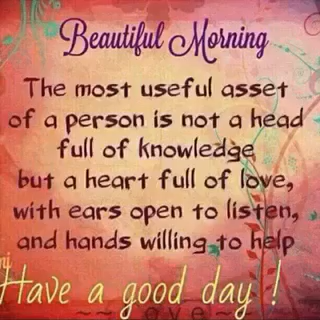 Beautiful Morning
The most useful asset
of a person is not a head
full of knowledge
but a heart full of love,
with ears open to listen,
and hands willing to help
Have a good day !